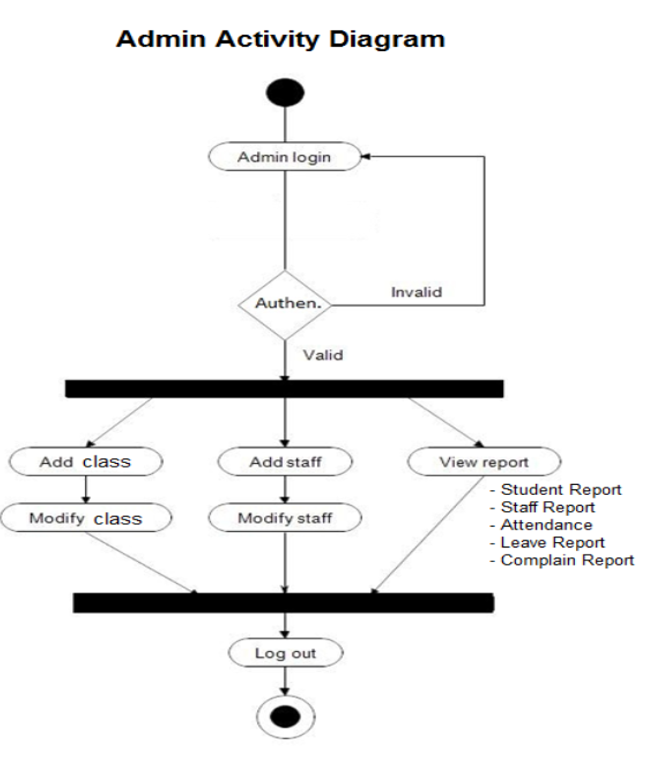 Admin Activity Diagram
Admin login
Authen.
Invalid
Valid
Add class
Add staff
View report
- Student Report
- Staff Report
- Attendance
- Leave Report
- Complain Report
Modify class
Modify staff
Log out